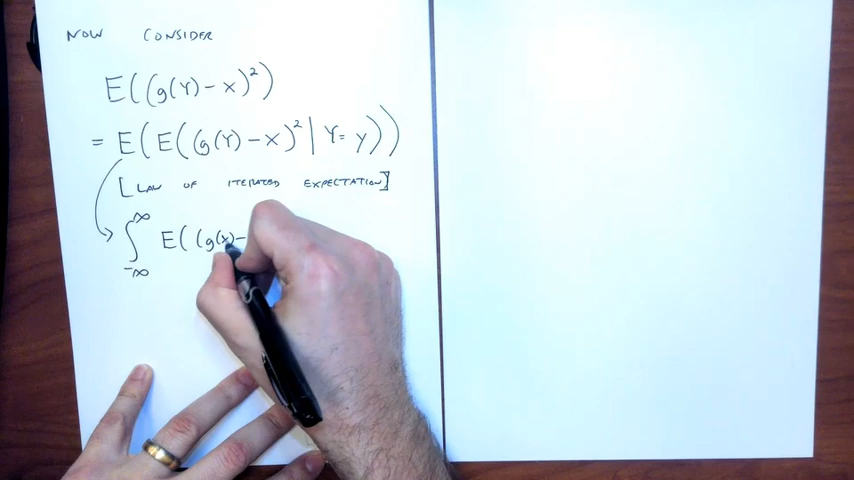 NOW CONSIDER
E((g(Y) - X)²)
= E(E((g(Y) - X)² | Y = y))
[LAW OF ITERATED EXPECTATION]
∫_{-∞}^{∞} E((g(